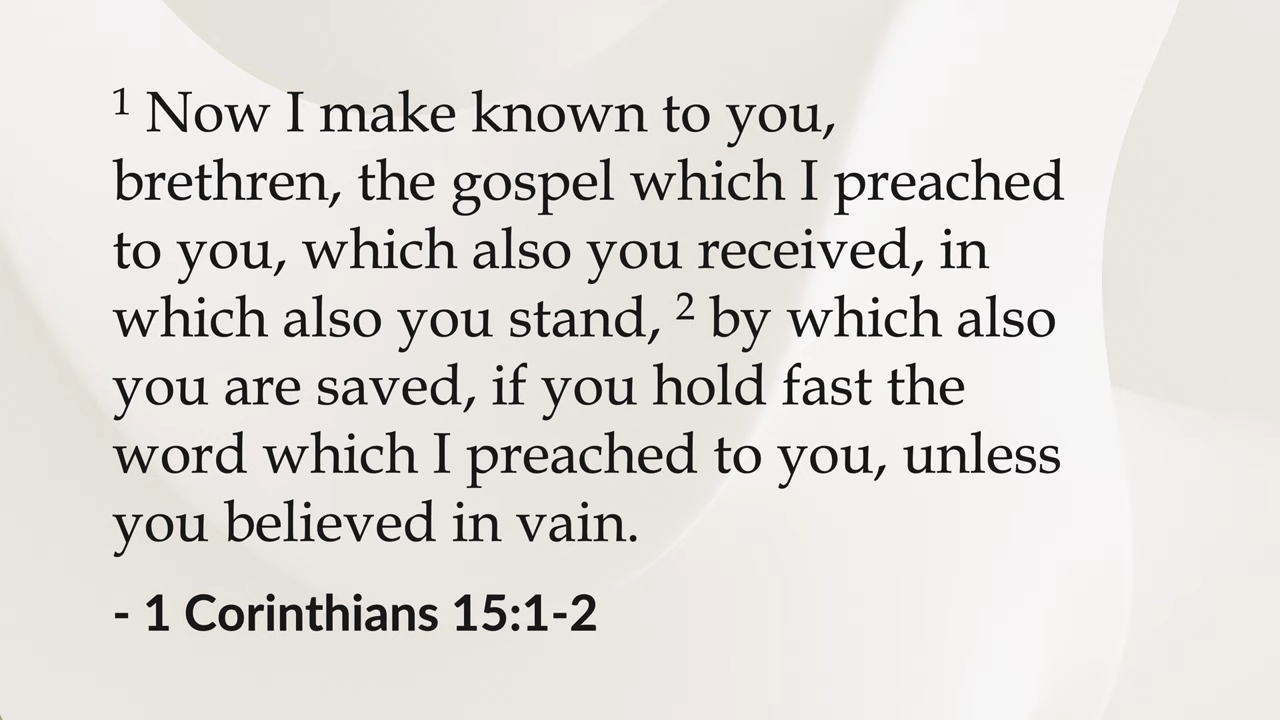 1 Now I make known to you,
brethren, the gospel which I preached
to you, which also you received, in
which also you stand, 2 by which also
you are saved, if you hold fast the
word which I preached to you, unless
you believed in vain.
- 1 Corinthians 15:1-2